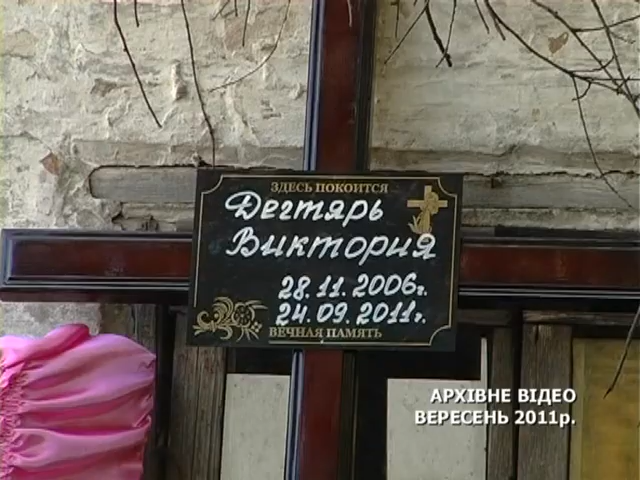 ЗДЕСЬ ПОКОИТСЯ
Дегтярь
Виктория
28.11.2006г.
24.09.2011г.
ВЕЧНАЯ ПАМЯТЬ
АРХІВНЕ ВІДЕО
ВЕРЕСЕНЬ 2011р.